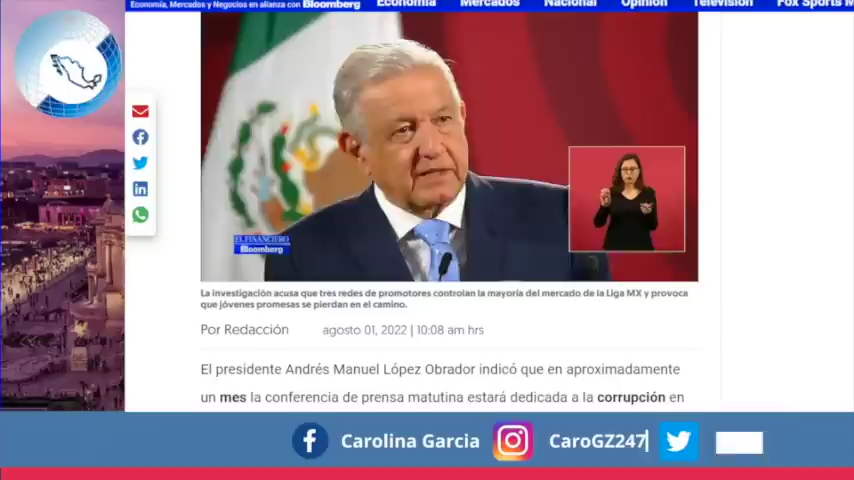 Economía, Mercados y Negocios en alianza con Bloomberg
Economía Mercados Nacional Opinión Televisión Fox Sports M
EL FINANCIERO
Bloomberg
La investigación acusa que tres redes de promotores controlan la mayoría del mercado de la Liga MX y provoca
que jóvenes promesas se pierdan en el camino.
Por Redacción agosto 01, 2022 | 10:08 am hrs
El presidente Andrés Manuel López Obrador indicó que en aproximadamente
un mes la conferencia de prensa matutina estará dedicada a la corrupción en
Carolina Garcia CaroGZ247